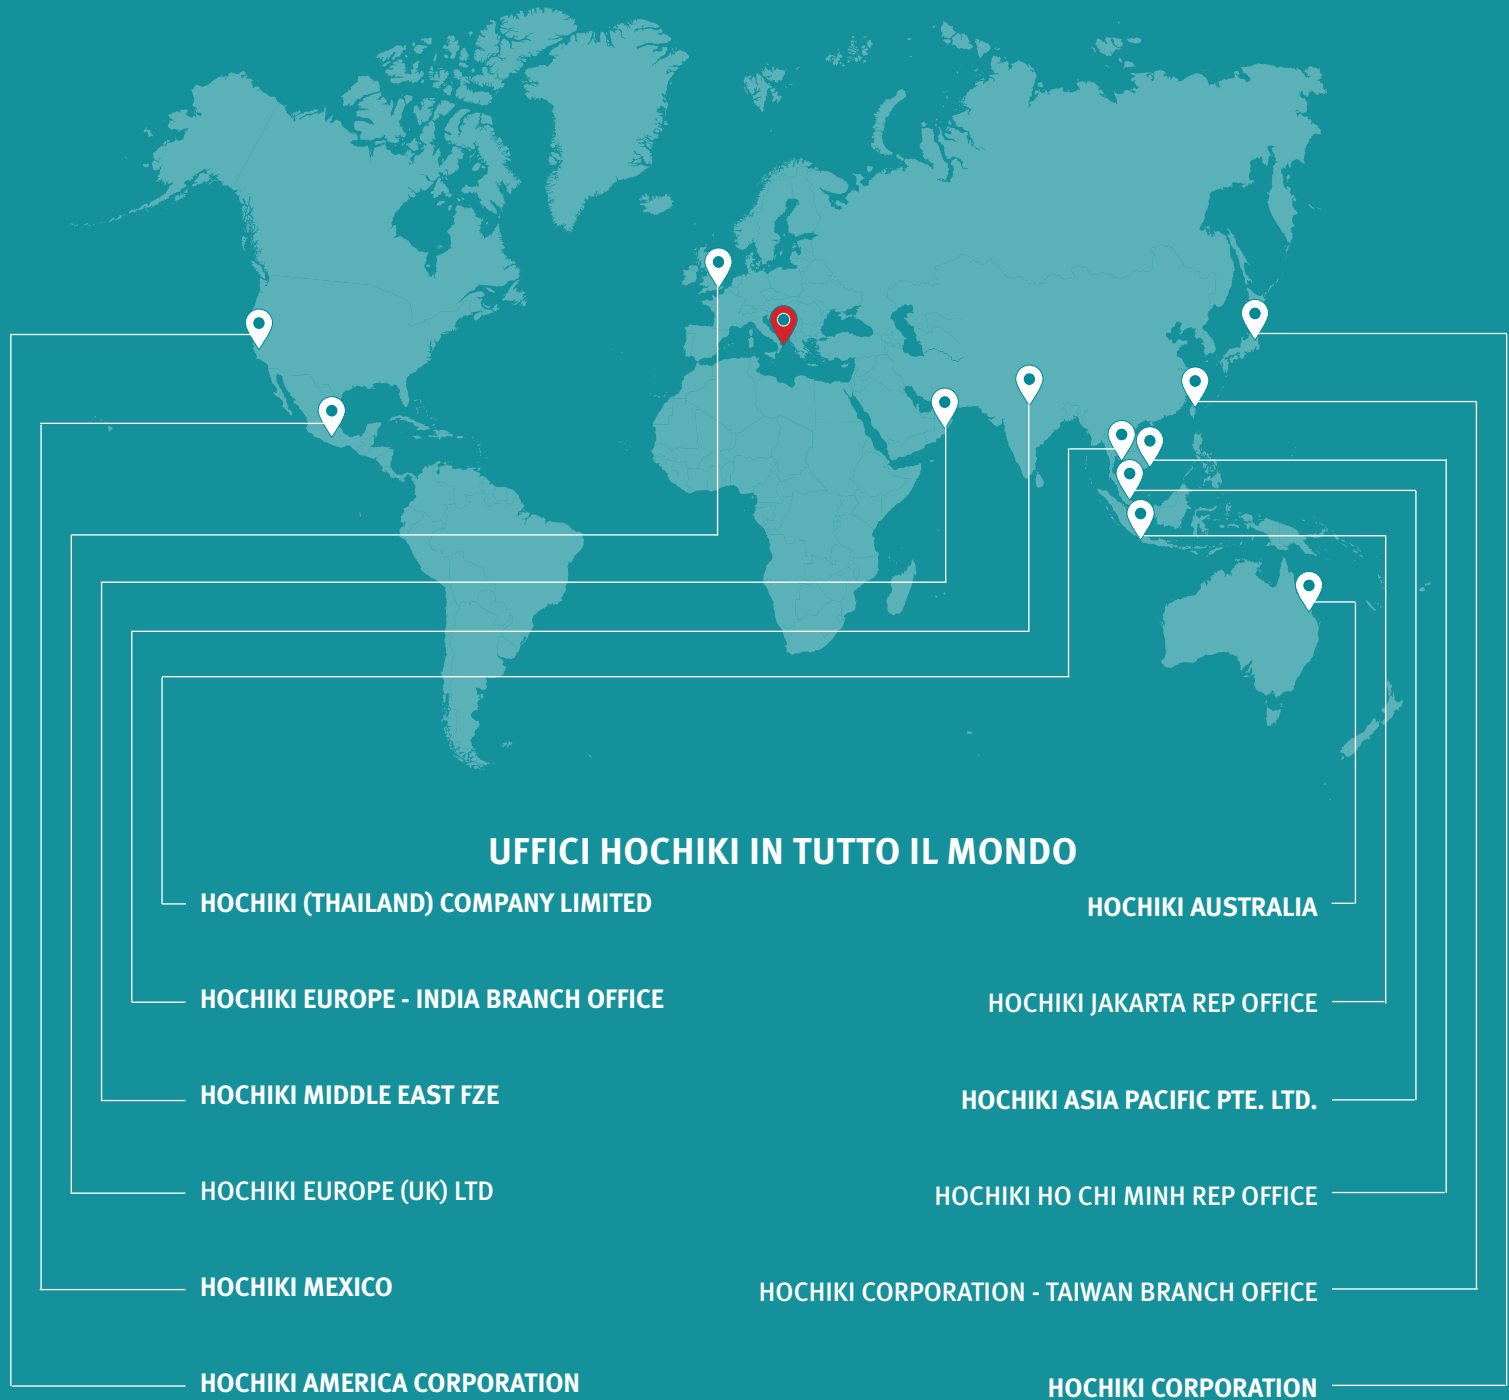 UFFICI HOCHIKI IN TUTTO IL MONDO
HOCHIKI (THAILAND) COMPANY LIMITED
HOCHIKI EUROPE - INDIA BRANCH OFFICE
HOCHIKI MIDDLE EAST FZE
HOCHIKI EUROPE (UK) LTD
HOCHIKI MEXICO
HOCHIKI AMERICA CORPORATION
HOCHIKI AUSTRALIA
HOCHIKI JAKARTA REP OFFICE
HOCHIKI ASIA PACIFIC PTE. LTD.
HOCHIKI HO CHI MINH REP OFFICE
HOCHIKI CORPORATION - TAIWAN BRANCH OFFICE
HOCHIKI CORPORATION